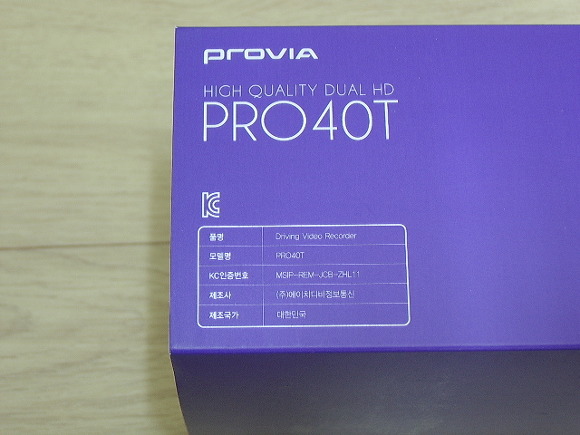 PROVIA
HIGH QUALITY DUAL HD
PRO40T
품명 Driving Video Recorder
모델명 PRO40T
KC인증번호 MSIP-REM-JCB-ZHL11
제조사 (주)에이치디비정보통신
제조국가 대한민국